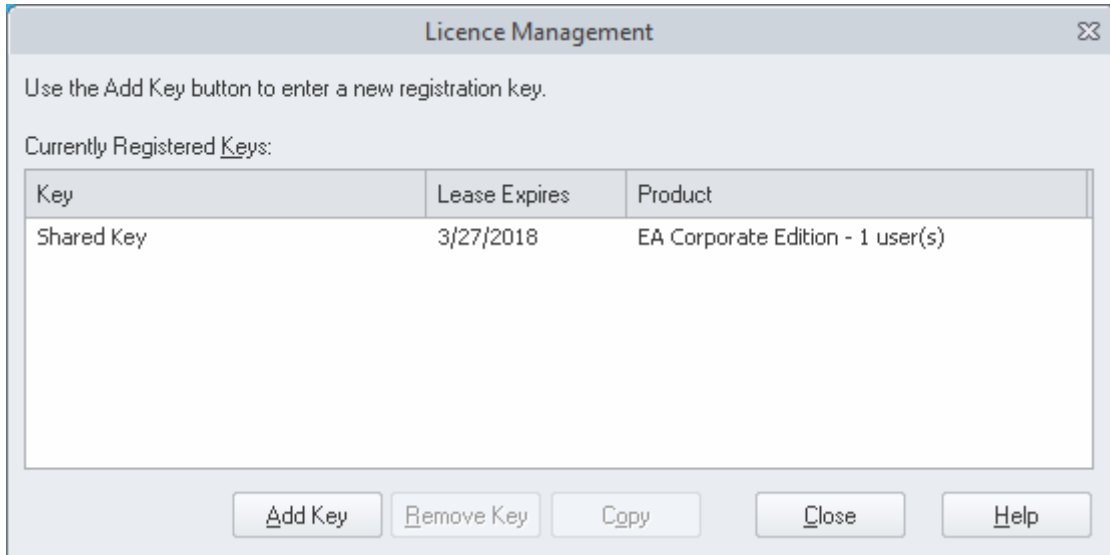 Licence Management
Use the Add Key button to enter a new registration key.
Currently Registered Keys:
Key Lease Expires Product
Shared Key 3/27/2018 EA Corporate Edition - 1 user(s)
Add Key Remove Key Copy Close Help